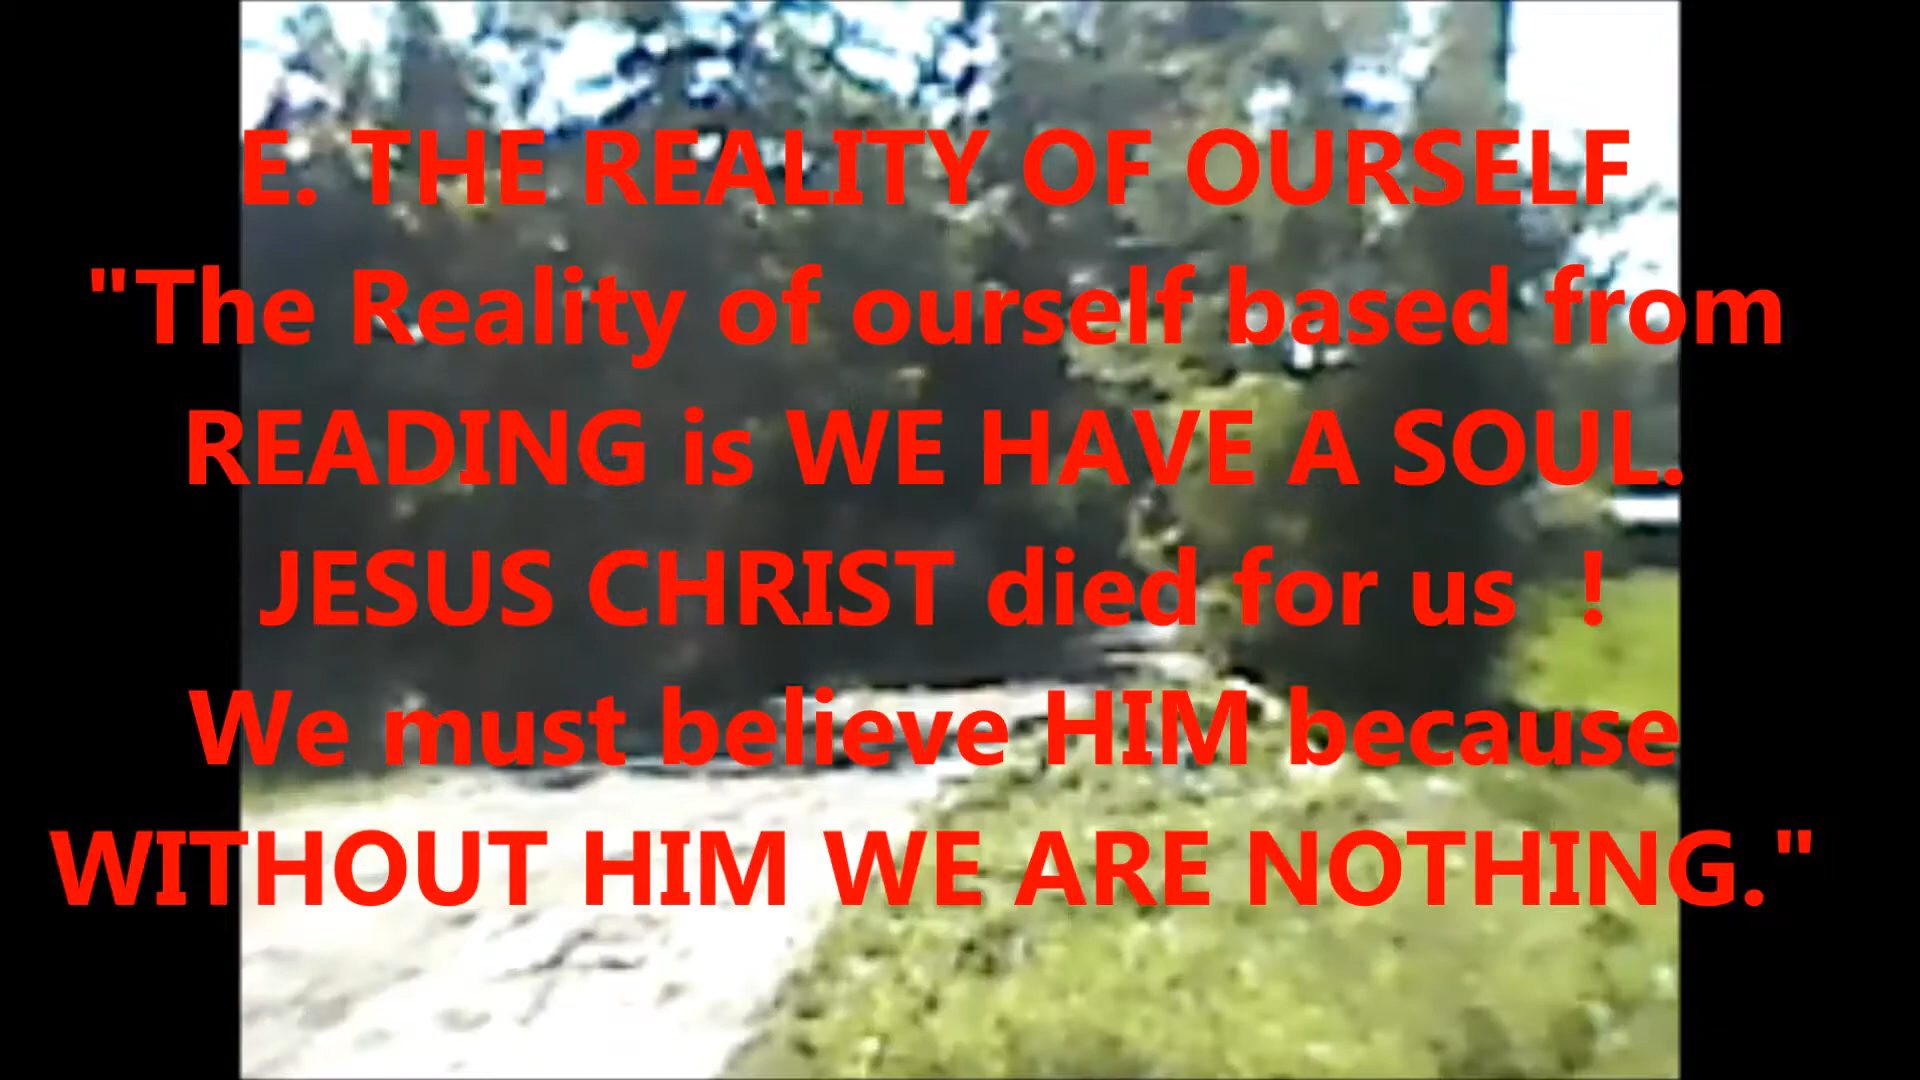 E. THE REALITY OF OURSELF
"The Reality of ourself based from
READING is WE HAVE A SOUL.
JESUS CHRIST died for us  !
We must believe HIM because
WITHOUT HIM WE ARE NOTHING."